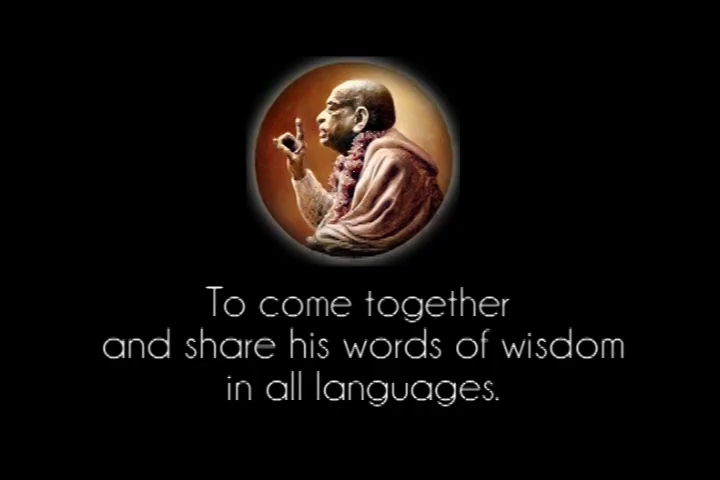 To come together
and share his words of wisdom
in all languages.